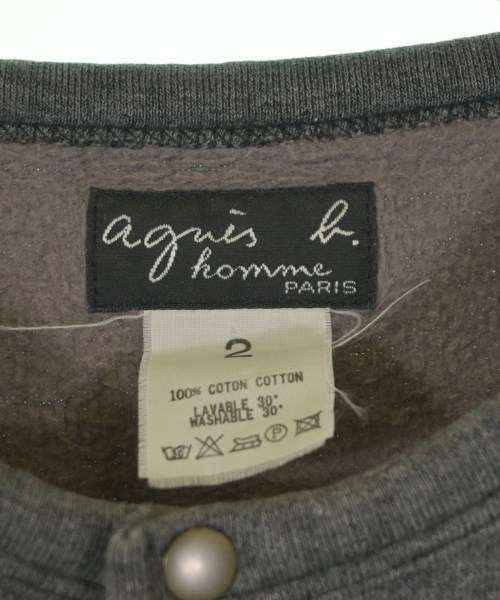 agnès b.
homme
PARIS
2
100% COTON COTTON
LAVABLE 30°
WASHABLE 30°
P